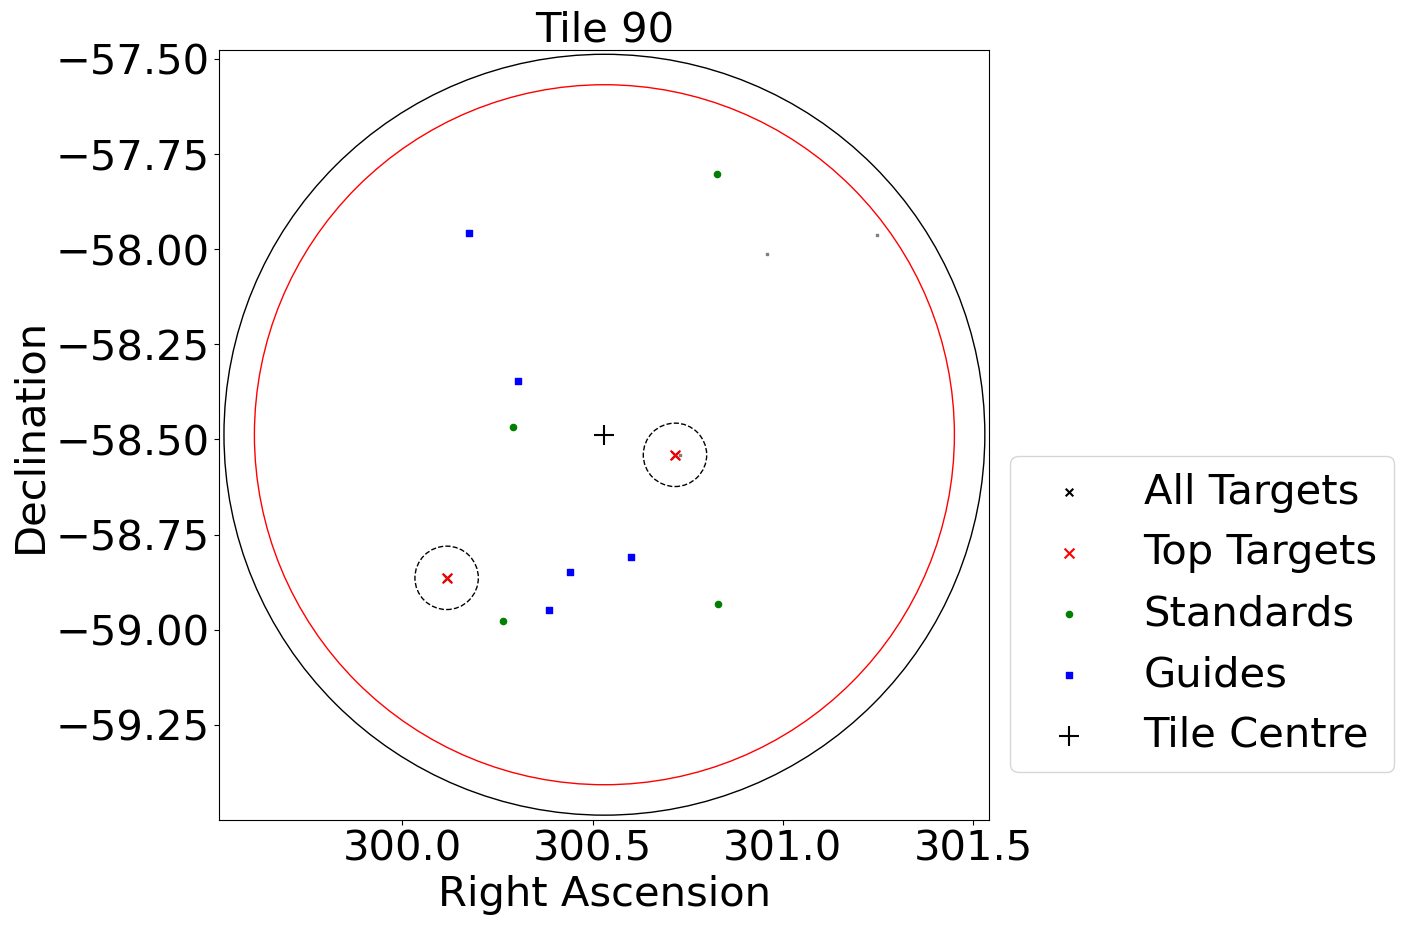 Tile 90
−57.50
−57.75
−58.00
−58.25
−58.50
−58.75
−59.00
−59.25
Declination
300.0 300.5 301.0 301.5
Right Ascension
All Targets
Top Targets
Standards
Guides
Tile Centre